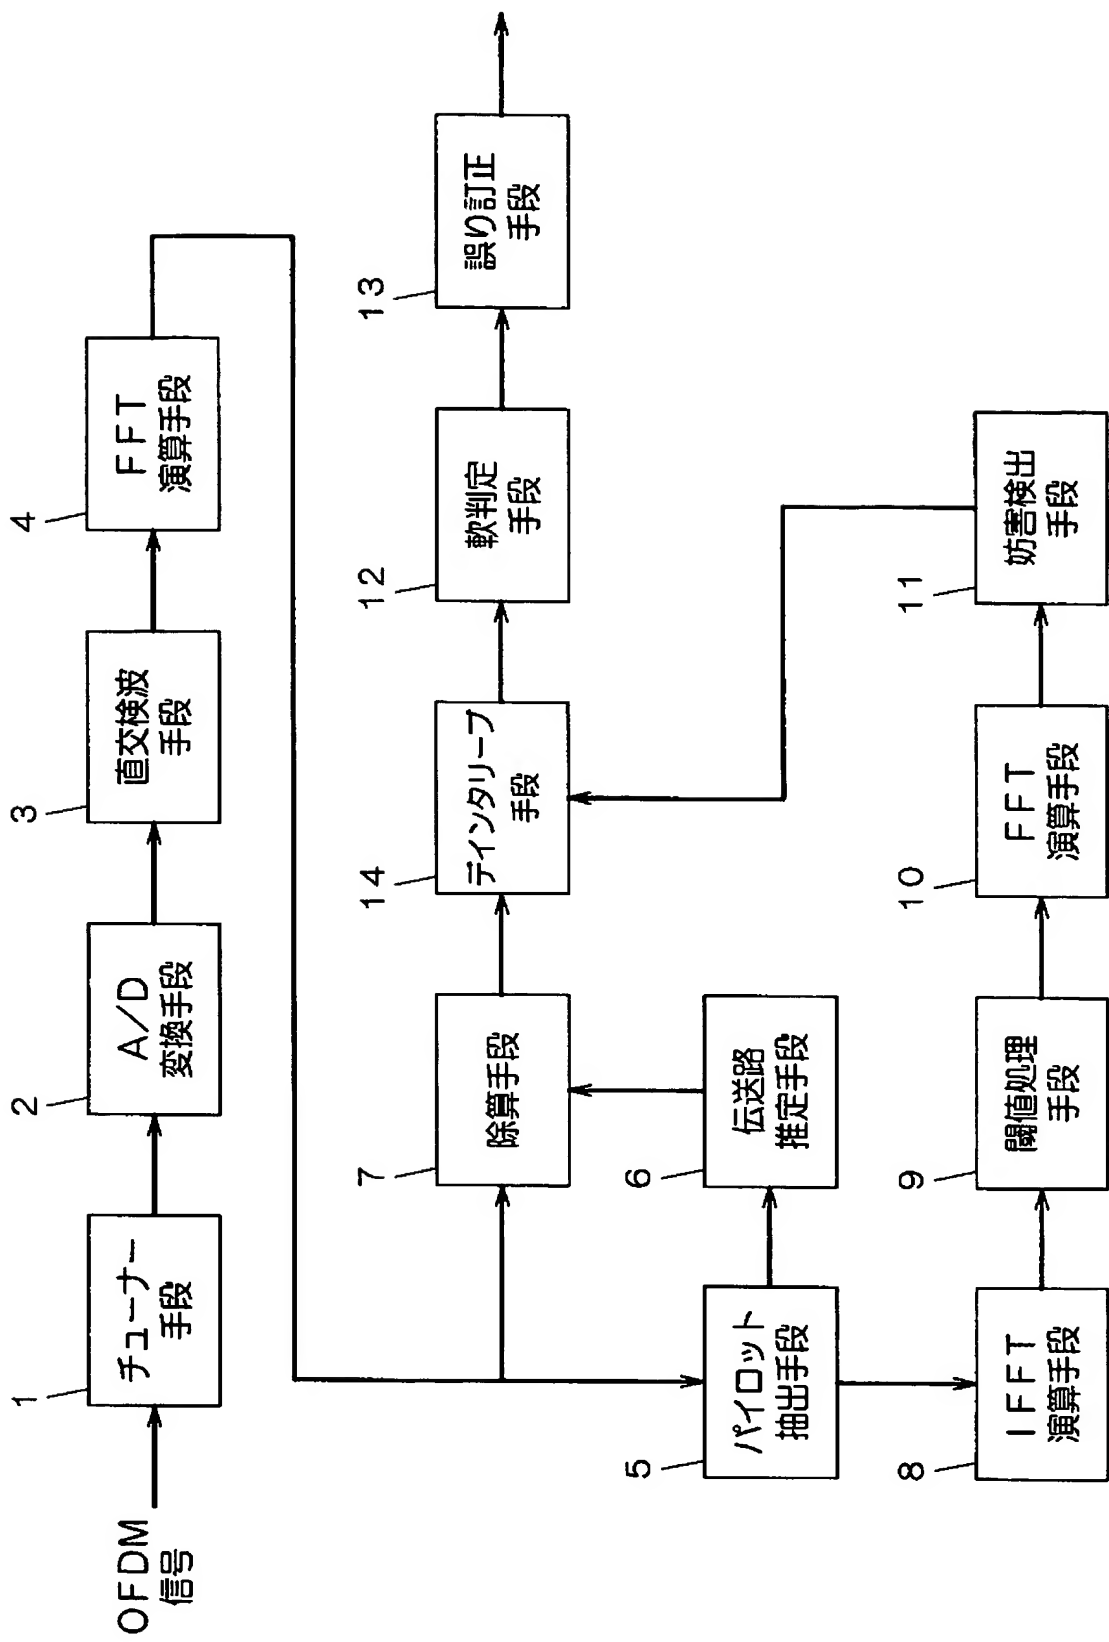 OFDM
信号
1
チューナー
手段
2
A/D
変換手段
3
直交検波
手段
4
FFT
演算手段
7
除算手段
14
デインタリーブ
手段
12
軟判定
手段
13
誤り訂正
手段
5
パイロット
抽出手段
6
伝送路
推定手段
8
IFFT
演算手段
9
閾値処理
手段
10
FFT
演算手段
11
妨害検出
手段